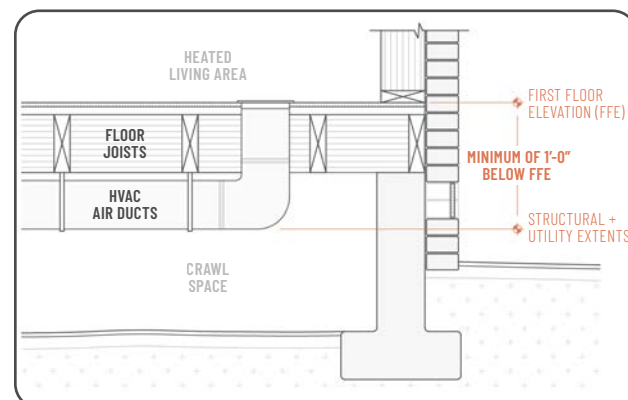 HEATED
LIVING AREA
FIRST FLOOR
ELEVATION (FFE)
FLOOR
JOISTS
MINIMUM OF 1'-0"
BELOW FFE
HVAC
AIR DUCTS
STRUCTURAL +
UTILITY EXTENTS
CRAWL
SPACE